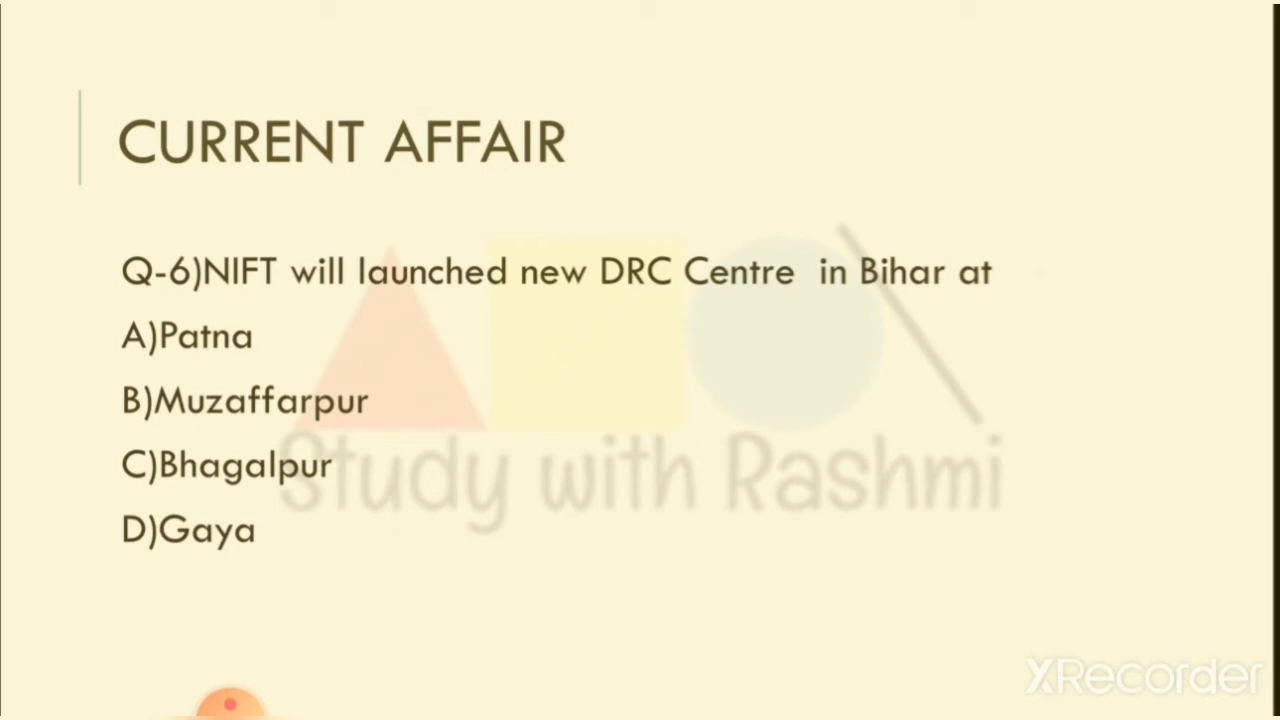 CURRENT AFFAIR
Q-6)NIFT will launched new DRC Centre in Bihar at
A)Patna
B)Muzaffarpur
C)Bhagalpur
D)Gaya
Study with Rashmi
XRecorder